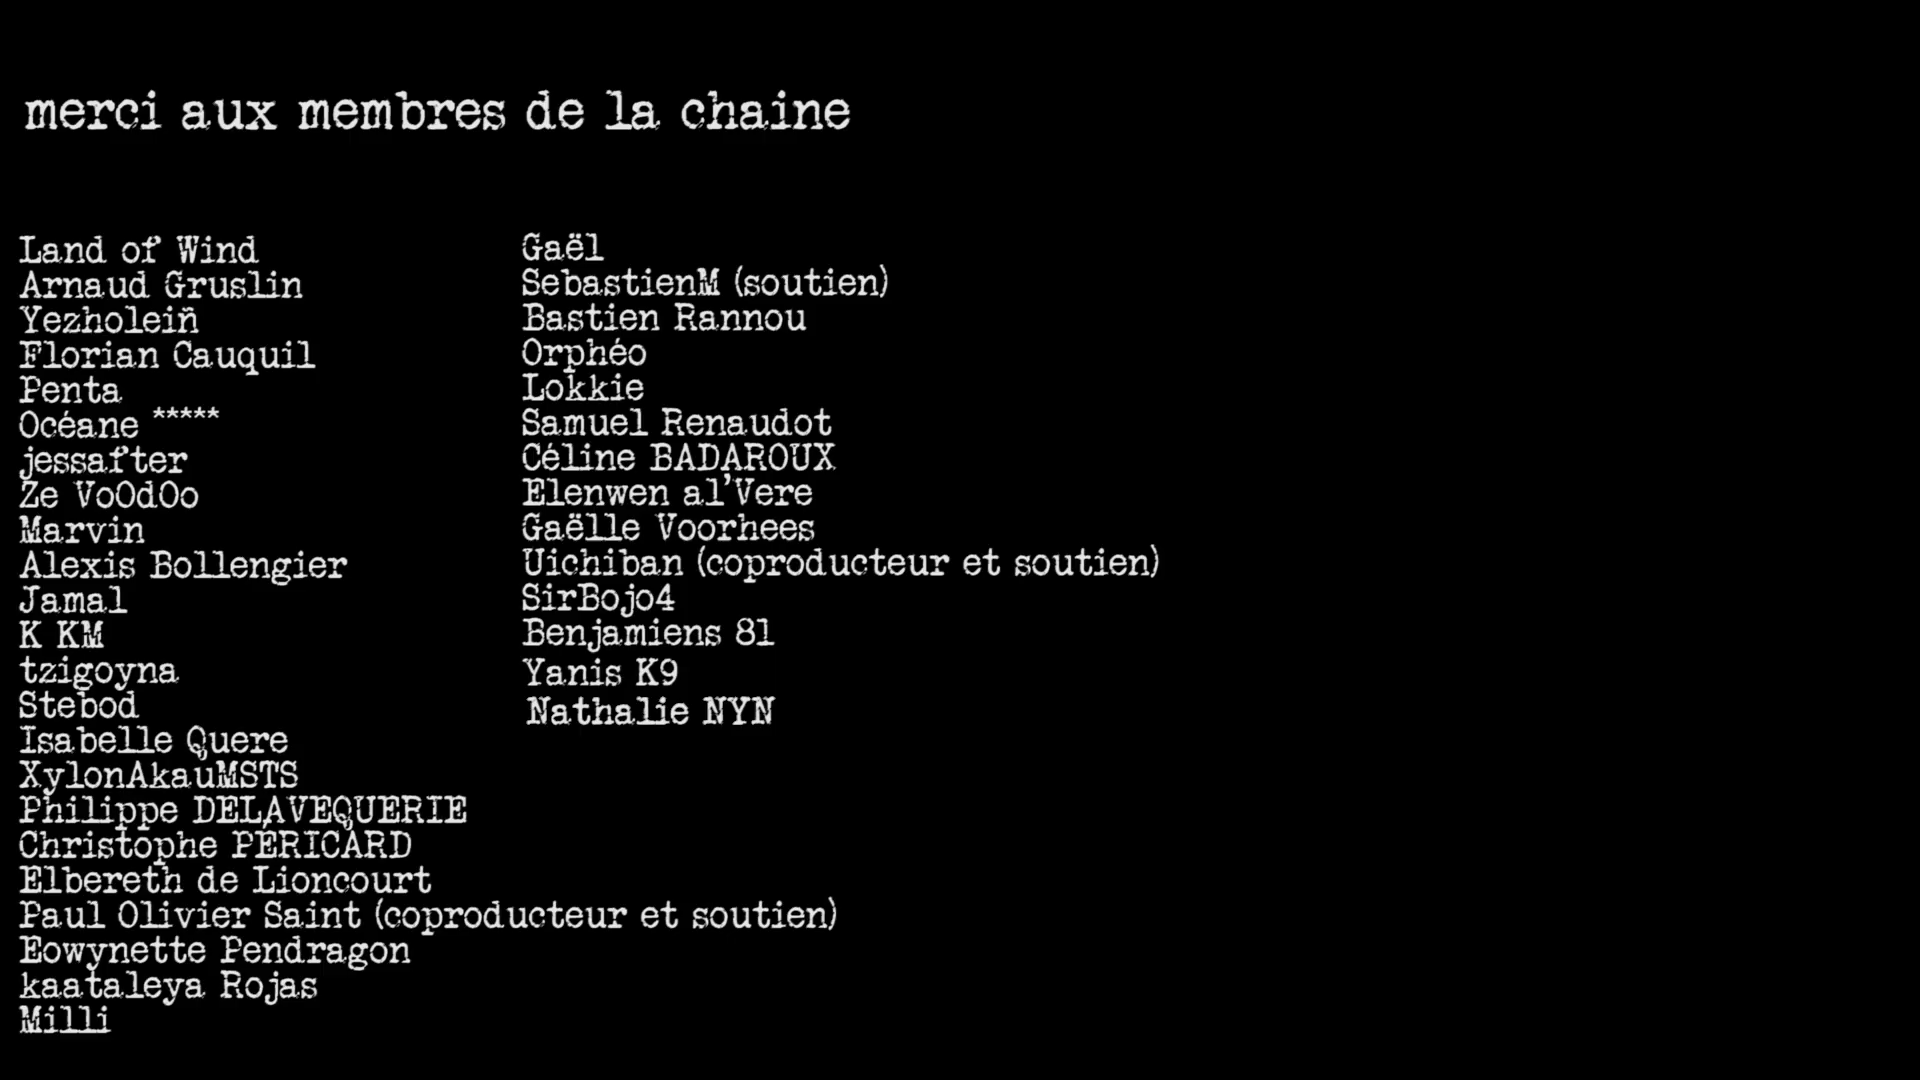 merci aux membres de la chaine
Land of Wind
Arnaud Gruslin
Yezholeiñ
Florian Cauquil
Penta
Océane *****
jessafter
Ze VoOdOo
Marvin
Alexis Bollengier
Jamal
K KM
tzigoyna
Stebod
Isabelle Quere
XylonAkauMSTS
Philippe DELAVEQUERIE
Christophe PÉRICARD
Elbereth de Lioncourt
Paul Olivier Saint (coproducteur et soutien)
Eowynette Pendragon
kaataleya Rojas
Milli
Gaël
SebastienM (soutien)
Bastien Rannou
Orphéo
Lokkie
Samuel Renaudot
Céline BADAROUX
Elenwen al'Vere
Gaëlle Voorhees
Uichiban (coproducteur et soutien)
SirBojo4
Benjamiens 81
Yanis K9
Nathalie NYN